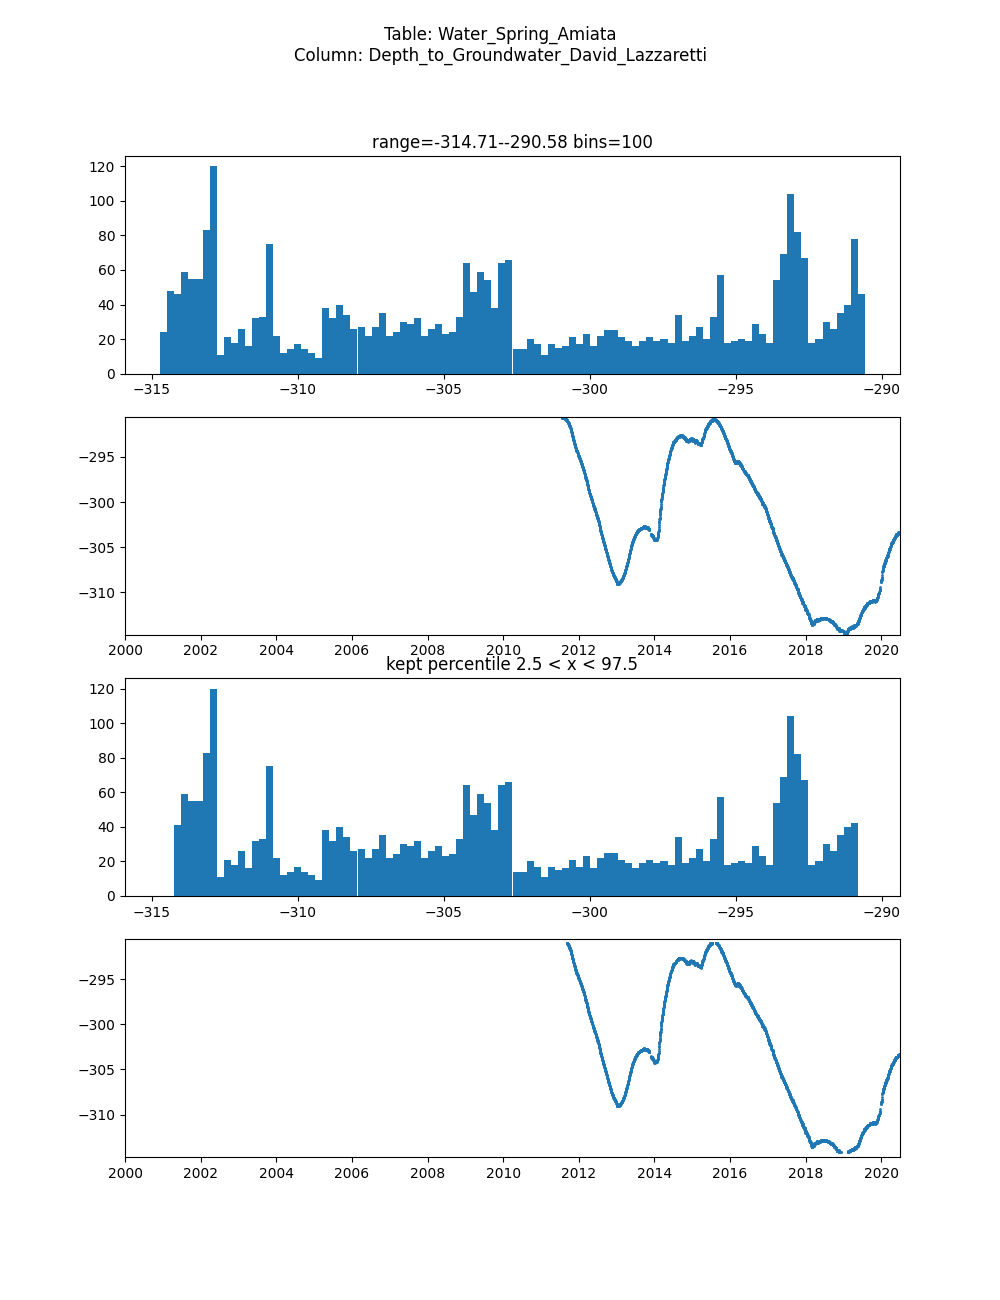 Table: Water_Spring_Amiata
Column: Depth_to_Groundwater_David_Lazzaretti
range=-314.71--290.58 bins=100
120
100
80
60
40
20
0
−315 −310 −305 −300 −295 −290
−295
−300
−305
−310
2000 2002 2004 2006 2008 2010 2012 2014 2016 2018 2020
kept percentile 2.5 < x < 97.5
120
100
80
60
40
20
0
−315 −310 −305 −300 −295 −290
−295
−300
−305
−310
2000 2002 2004 2006 2008 2010 2012 2014 2016 2018 2020